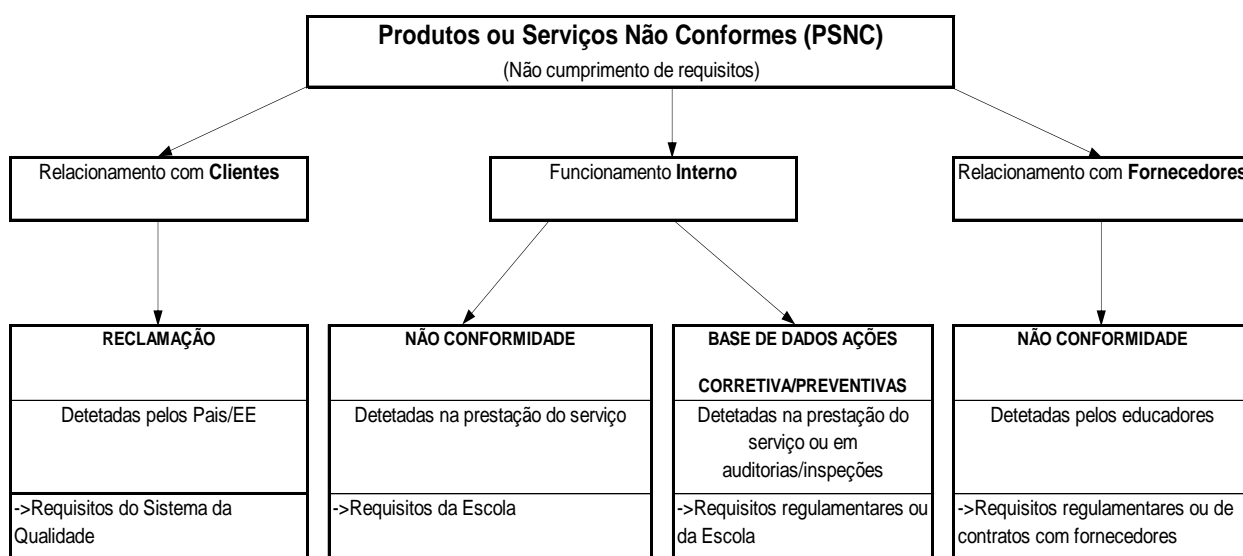 Produtos ou Serviços Não Conformes (PSNC)
(Não cumprimento de requisitos)
Relacionamento com Clientes
Funcionamento Interno
Relacionamento com Fornecedores
RECLAMAÇÃO
Detetadas pelos Pais/EE
->Requisitos do Sistema da
Qualidade
NÃO CONFORMIDADE
Detetadas na prestação do serviço
->Requisitos da Escola
BASE DE DADOS AÇÕES
CORRETIVA/PREVENTIVAS
Detetadas na prestação do
serviço ou em
auditorias/inspeções
->Requisitos regulamentares ou
da Escola
NÃO CONFORMIDADE
Detetadas pelos educadores
->Requisitos regulamentares ou de
contratos com fornecedores